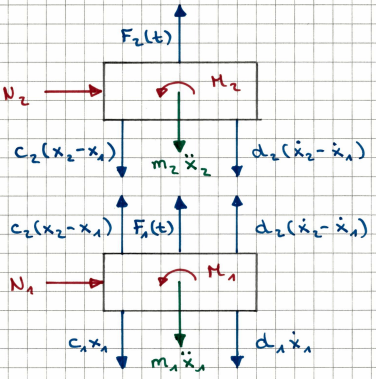 F₂(t)
M₂
N₂
c₂(x₂-x₁) d₂(ẋ₂-ẋ₁)
m₂ẍ₂
c₂(x₂-x₁) F₁(t) d₂(ẋ₂-ẋ₁)
M₁
N₁
c₁x₁ d₁ẋ₁
m₁ẍ₁